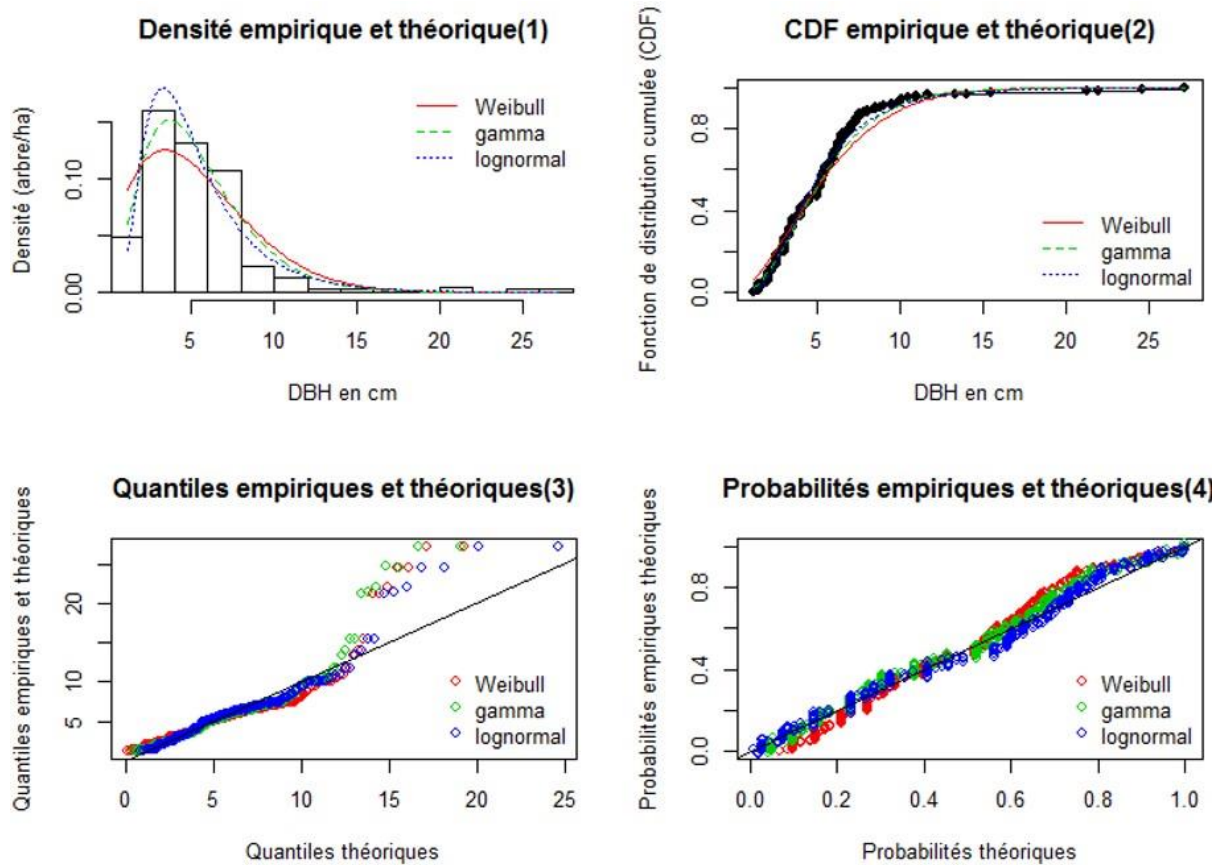 Densité empirique et théorique(1)
Densité (arbre/ha)
0.10
0.00
Weibull
gamma
lognormal
5 10 15 20 25
DBH en cm
CDF empirique et théorique(2)
Fonction de distribution cumulée (CDF)
0.8
0.4
0.0
Weibull
gamma
lognormal
5 10 15 20 25
DBH en cm
Quantiles empiriques et théoriques(3)
Quantiles empiriques et théoriques
20
10
5
Weibull
gamma
lognormal
0 5 10 15 20 25
Quantiles théoriques
Probabilités empiriques et théoriques(4)
Probabilités empiriques théoriques
0.8
0.4
0.0
Weibull
gamma
lognormal
0.0 0.2 0.4 0.6 0.8 1.0
Probabilités théoriques